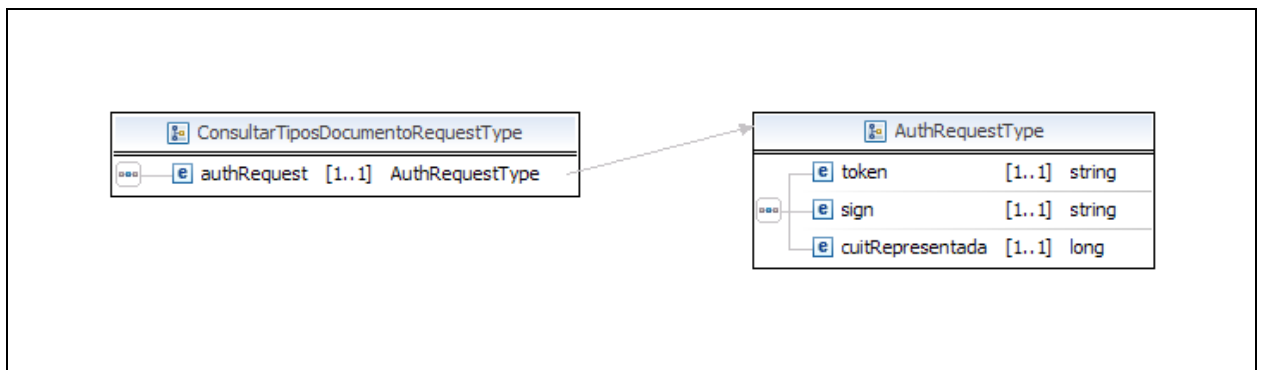 ConsultarTiposDocumentoRequestType
e authRequest [1..1] AuthRequestType
AuthRequestType
e token [1..1] string
e sign [1..1] string
e cuitRepresentada [1..1] long